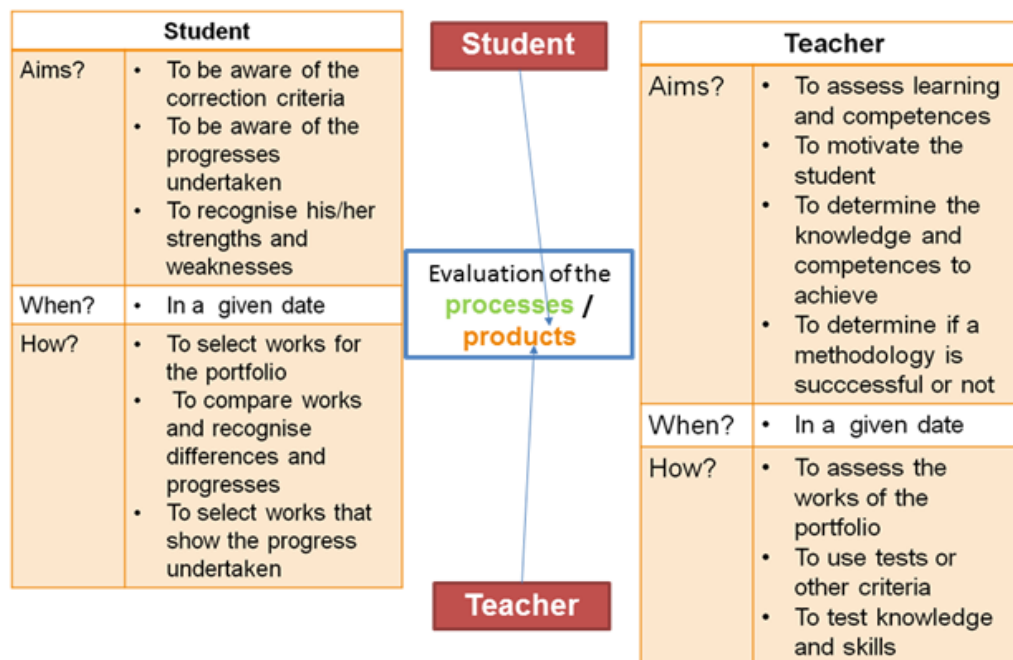 Student
Aims?
• To be aware of the
correction criteria
• To be aware of the
progresses
undertaken
• To recognise his/her
strengths and
weaknesses
When?
• In a given date
How?
• To select works for
the portfolio
• To compare works
and recognise
differences and
progresses
• To select works that
show the progress
undertaken
Student
Evaluation of the
processes /
products
Teacher
Teacher
Aims?
• To assess learning
and competences
• To motivate the
student
• To determine the
knowledge and
competences to
achieve
• To determine if a
methodology is
succcessful or not
When?
• In a given date
How?
• To assess the
works of the
portfolio
• To use tests or
other criteria
• To test knowledge
and skills